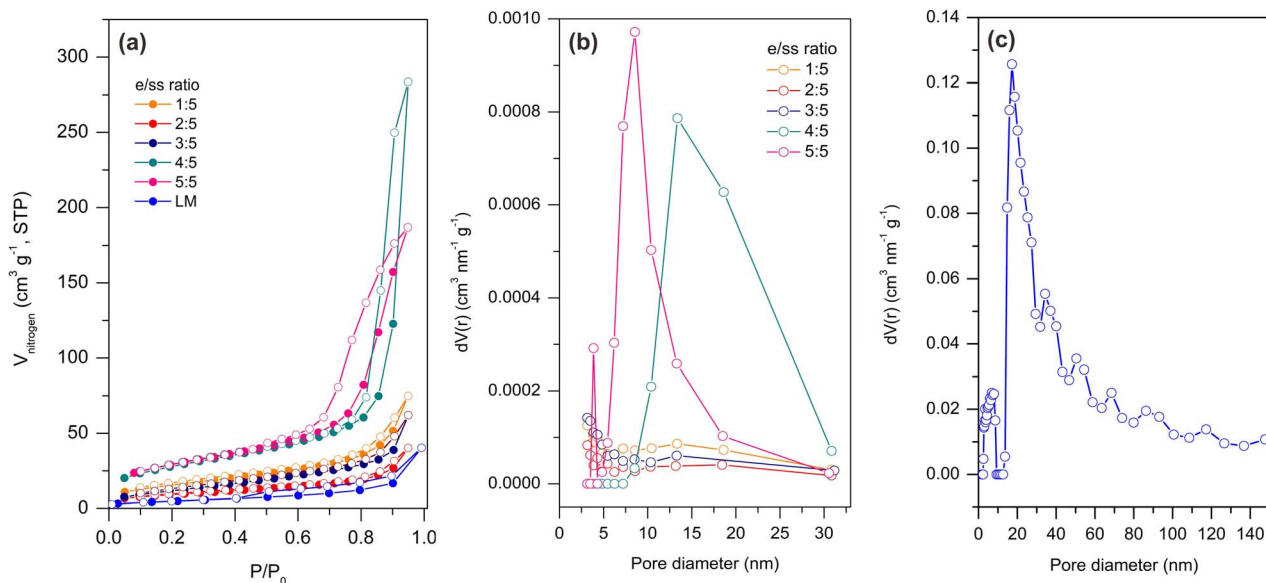 (a)
e/ss ratio
1:5
2:5
3:5
4:5
5:5
LM
V_nitrogen (cm³ g⁻¹, STP)
300
250
200
150
100
50
0
0.0 0.2 0.4 0.6 0.8 1.0
P/P₀
(b)
e/ss ratio
1:5
2:5
3:5
4:5
5:5
dV(r) (cm³ nm⁻¹ g⁻¹)
0.0010
0.0008
0.0006
0.0004
0.0002
0.0000
0 5 10 15 20 25 30
Pore diameter (nm)
(c)
dV(r) (cm³ nm⁻¹ g⁻¹)
0.14
0.12
0.10
0.08
0.06
0.04
0.02
0.00
0 20 40 60 80 100 120 140
Pore diameter (nm)